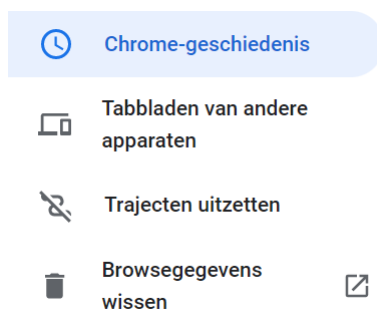 Chrome-geschiedenis
Tabbladen van andere
apparaten
Trajecten uitzetten
Browsegegevens
wissen